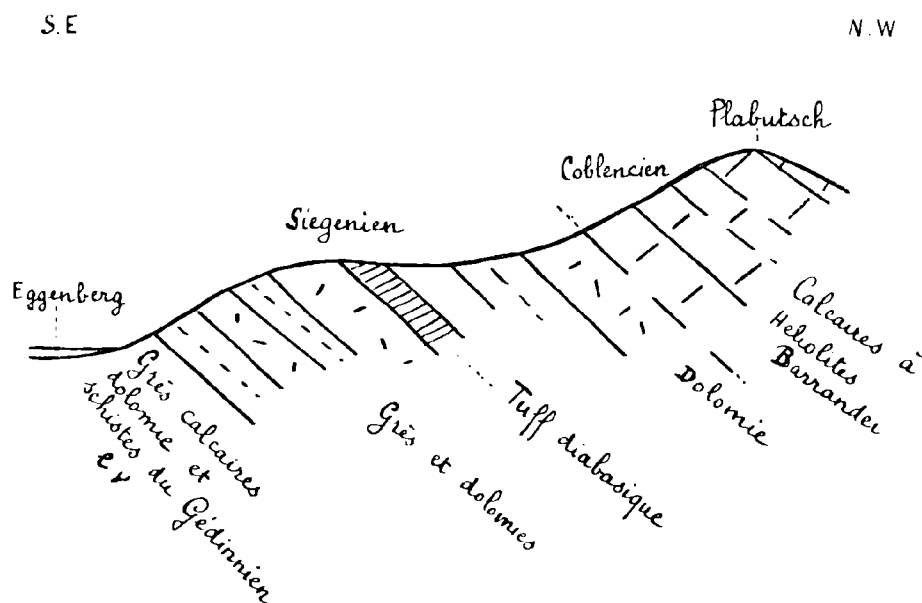 S.E
N.W
Plabutsch
Coblencien
Siegenien
Eggenberg
Grès calcaires
dolomie et
schistes du Gédinnien
Grès et dolomies
Tuff diabasique
Dolomie
Calcaires à
Heliolites
Barrandei